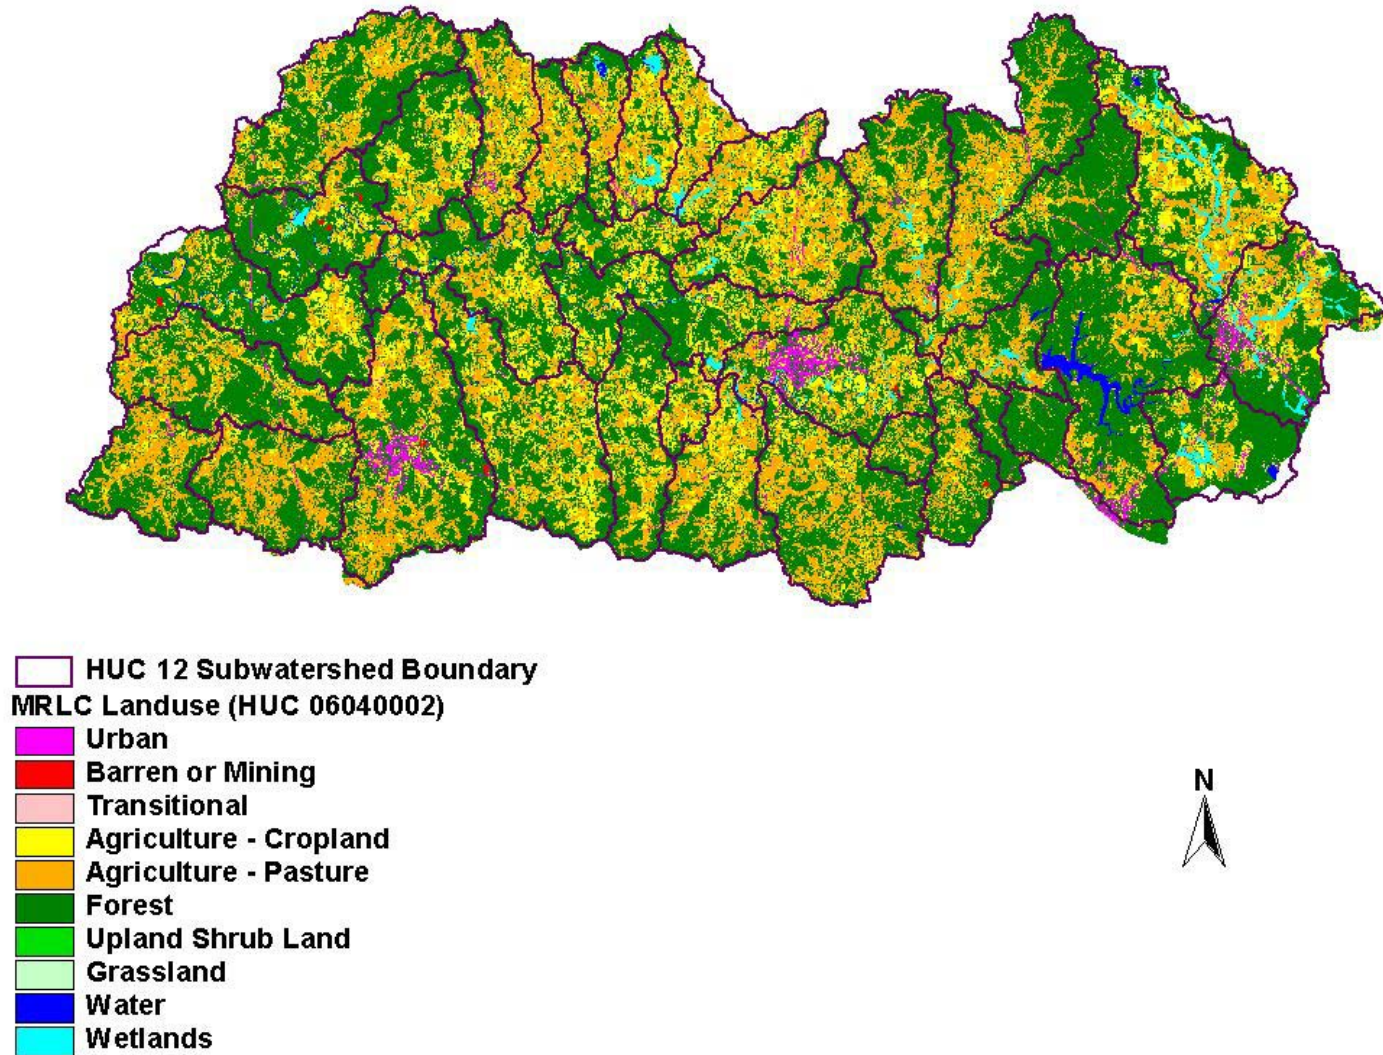 HUC 12 Subwatershed Boundary
MRLC Landuse (HUC 06040002)
Urban
Barren or Mining
Transitional
Agriculture - Cropland
Agriculture - Pasture
Forest
Upland Shrub Land
Grassland
Water
Wetlands
N